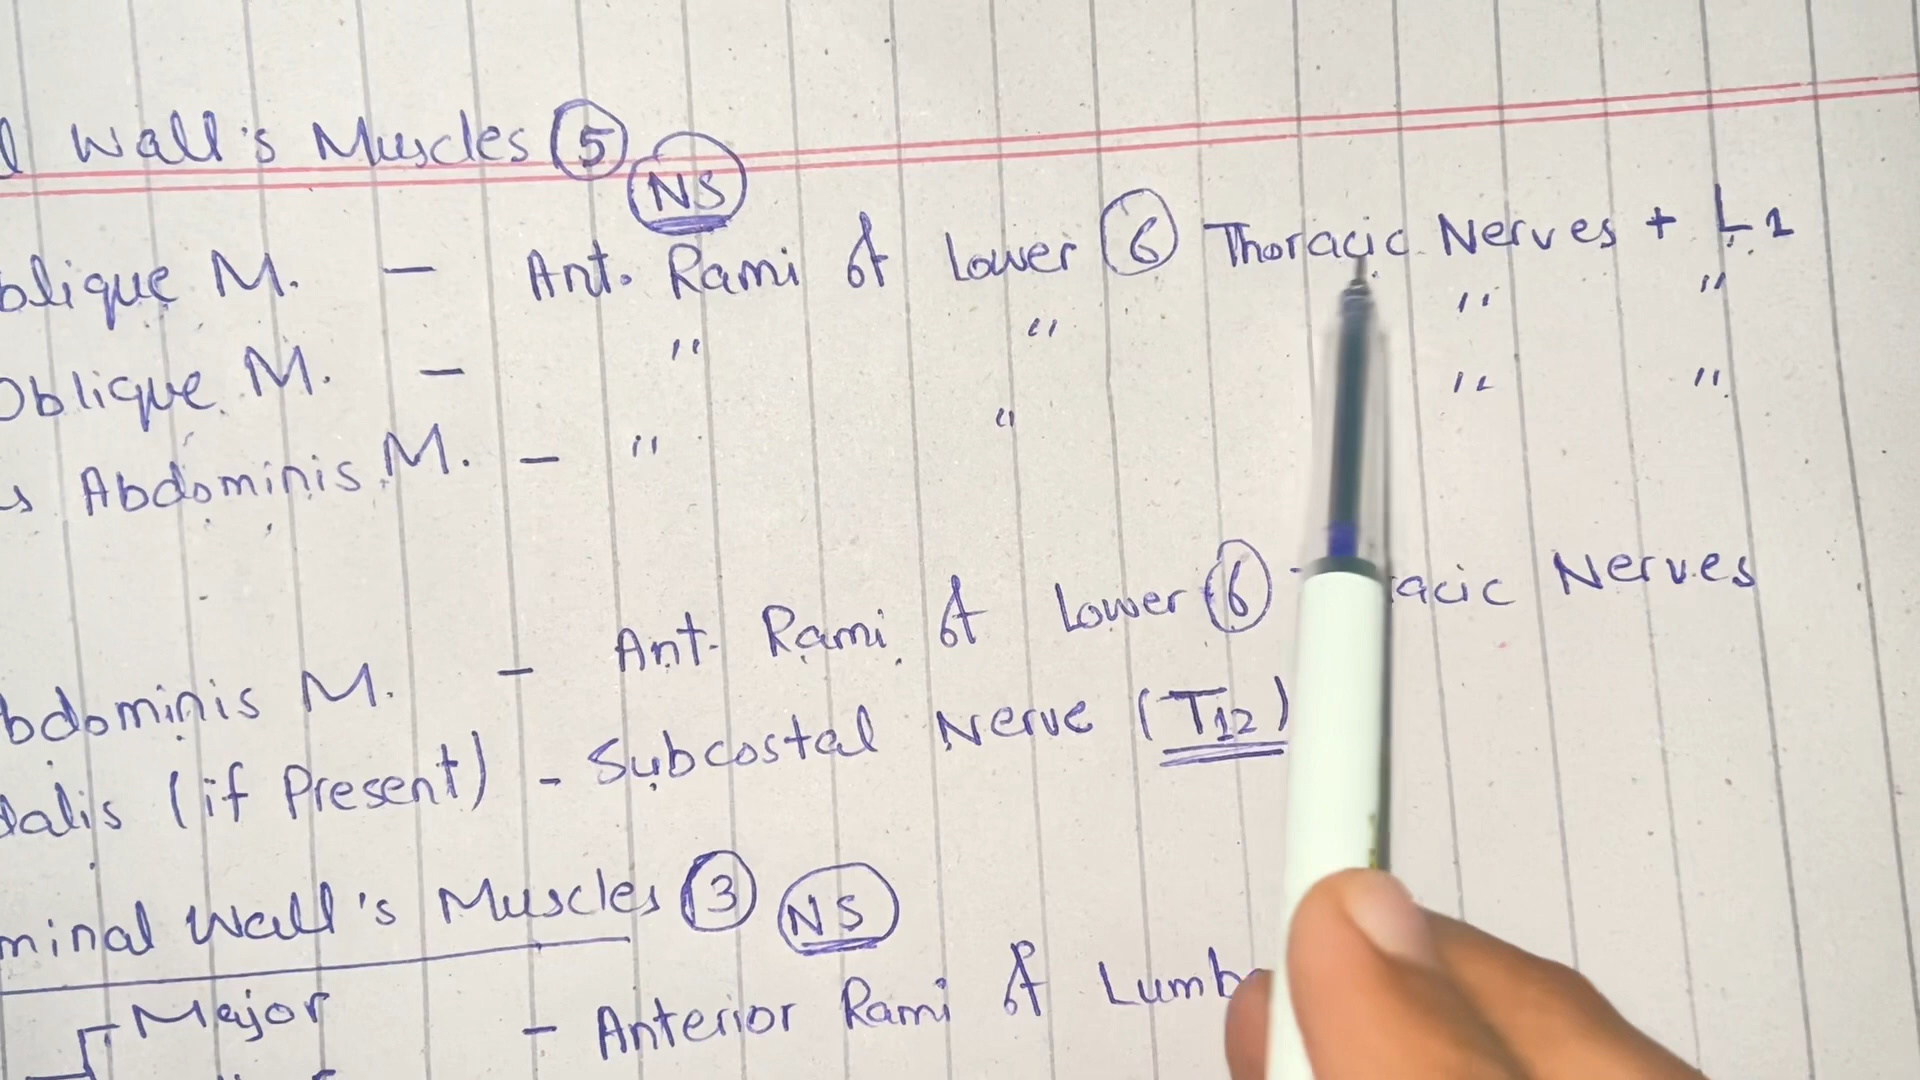 Wall's Muscles 5 NS
blique M. - Ant. Rami of Lower 6 Thoracic Nerves + L1
Oblique M. - " " " "
s Abdominis M. - " " " "
bdominis M. - Ant. Rami of Lower 6 acic Nerves
dalis (if Present) - Subcostal Nerve (T12)
minal Wall's Muscles 3 NS
Major - Anterior Rami of Lumb